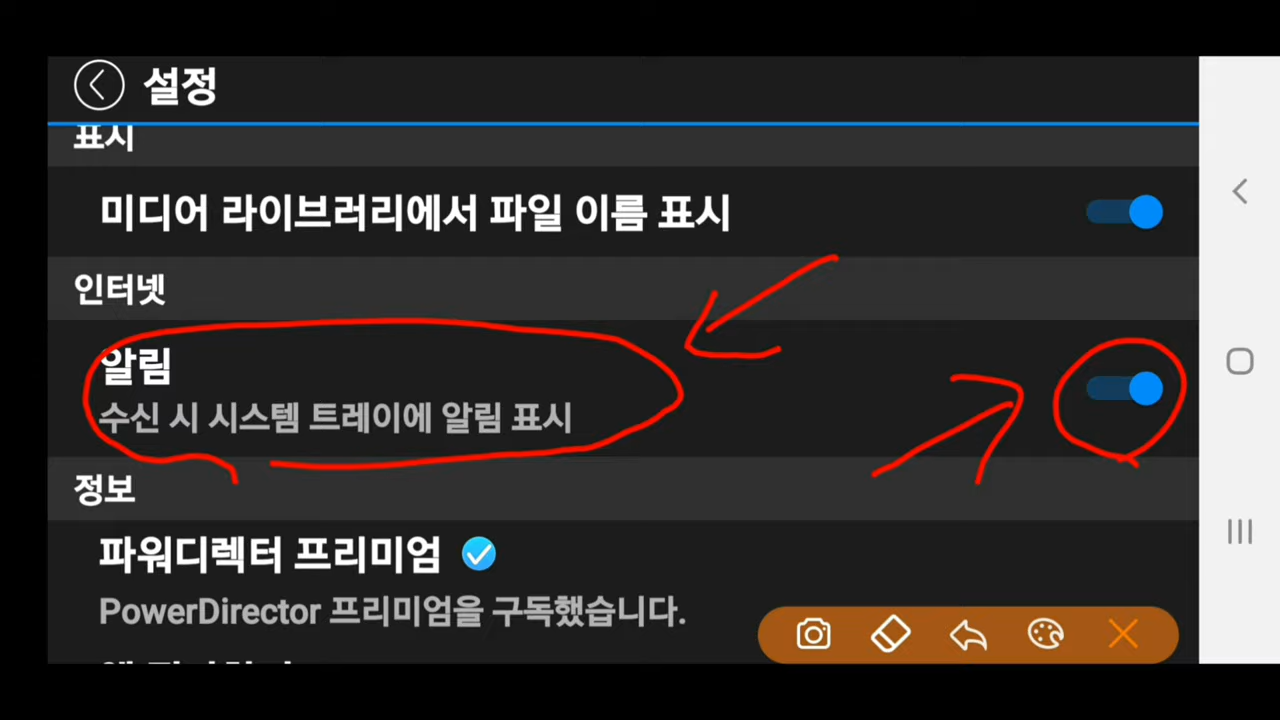 설정
표시
미디어 라이브러리에서 파일 이름 표시
인터넷
알림
수신 시 시스템 트레이에 알림 표시
정보
파워디렉터 프리미엄
PowerDirector 프리미엄을 구독했습니다.